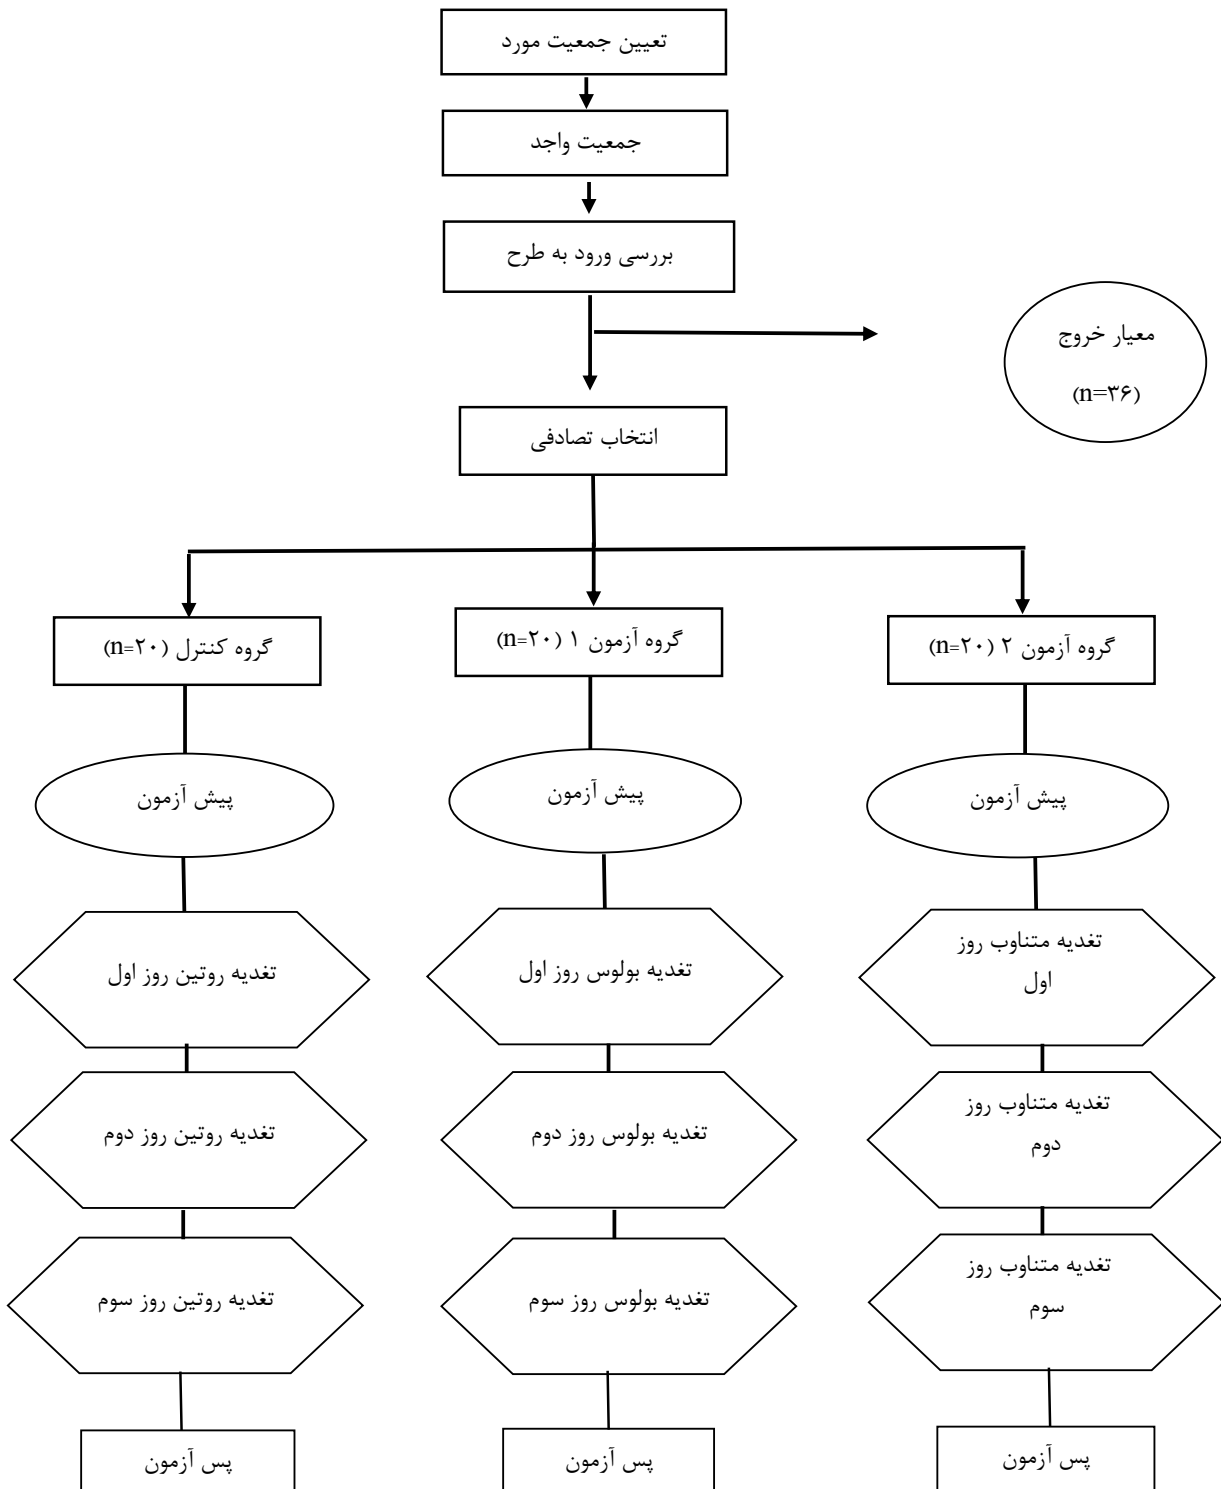 تعیین جمعیت مورد
جمعیت واجد
بررسی ورود به طرح
معیار خروج
(n=۳۶)
انتخاب تصادفی
گروه آزمون ۲ (n=۲۰)
گروه آزمون ۱ (n=۲۰)
گروه کنترل (n=۲۰)
پیش آزمون
پیش آزمون
پیش آزمون
تغدیه متناوب روز
اول
تغدیه بولوس روز اول
تغدیه روتین روز اول
تغدیه متناوب روز
دوم
تغدیه بولوس روز دوم
تغدیه روتین روز دوم
تغدیه متناوب روز
سوم
تغدیه بولوس روز سوم
تغدیه روتین روز سوم
پس آزمون
پس آزمون
پس آزمون